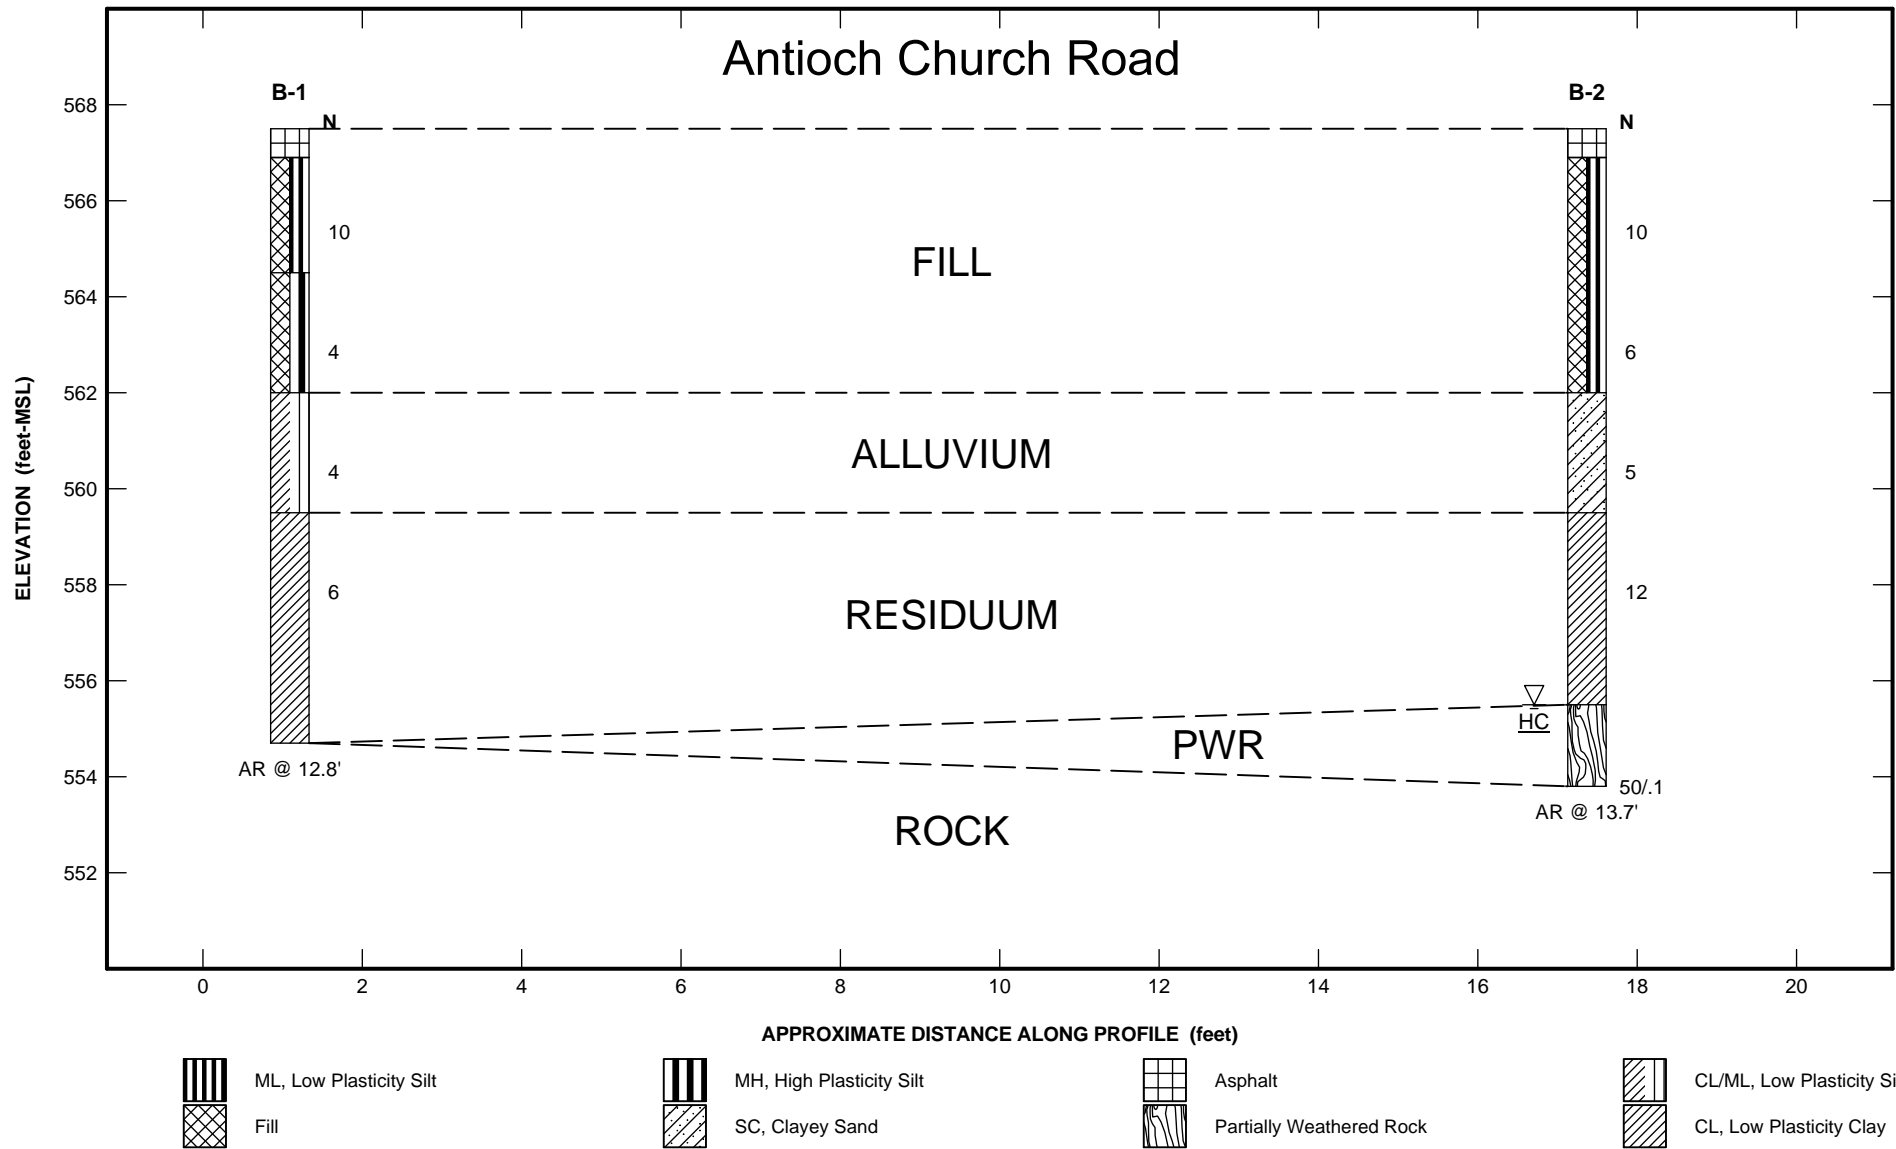 Antioch Church Road
B-1
B-2
568
N
N
566
10
10
FILL
564
4
6
562
ELEVATION (feet-MSL)
ALLUVIUM
4
5
560
558
6
12
RESIDUUM
556
HC
PWR
AR @ 12.8'
554
50/.1
AR @ 13.7'
ROCK
552
0 2 4 6 8 10 12 14 16 18 20
APPROXIMATE DISTANCE ALONG PROFILE (feet)
ML, Low Plasticity Silt
MH, High Plasticity Silt
Asphalt
CL/ML, Low Plasticity Si
Fill
SC, Clayey Sand
Partially Weathered Rock
CL, Low Plasticity Clay